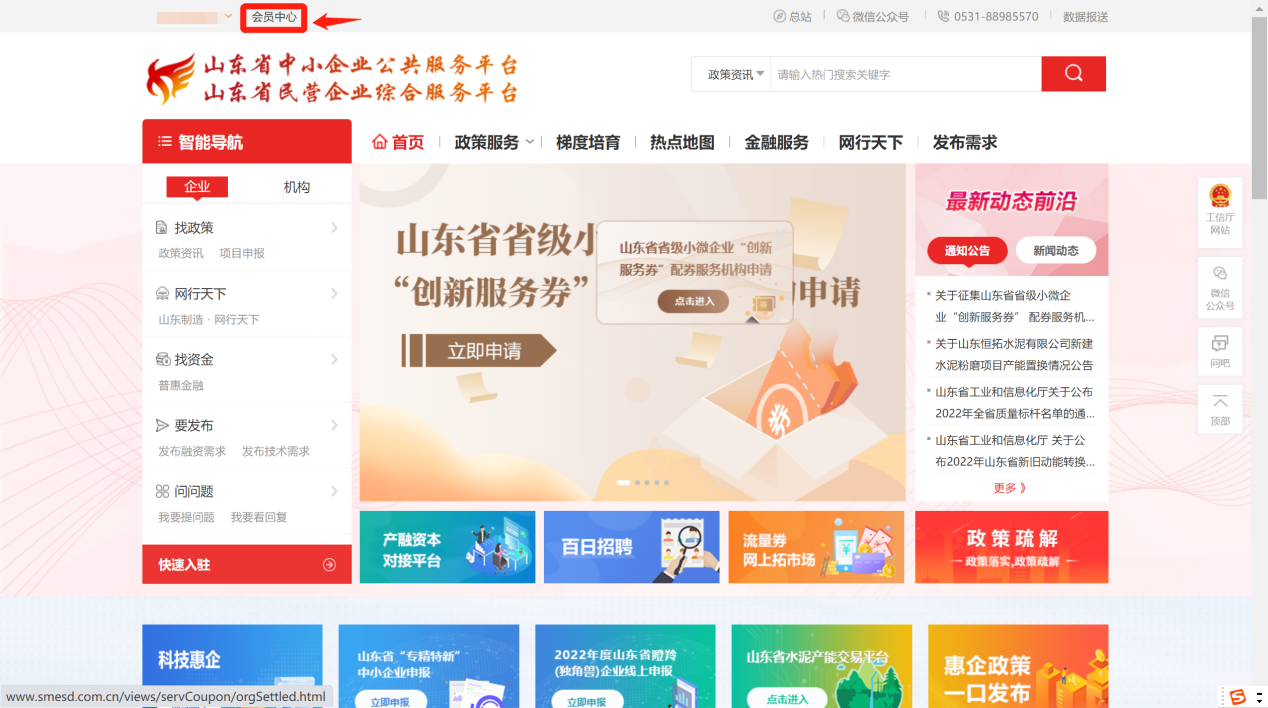 会员中心
总站
微信公众号
0531-88985570
数据报送
山东省中小企业公共服务平台
山东省民营企业综合服务平台
政策资讯
请输入热门搜索关键字
智能导航
首页
政策服务
梯度培育
热点地图
金融服务
网行天下
发布需求
企业
机构
找政策
政策资讯 项目申报
网行天下
山东制造 · 网行天下
找资金
普惠金融
要发布
发布融资需求 发布技术需求
问问题
我要提问题 我要看回复
快速入驻
山东省省级小
“创新服务券”
申请
立即申请
山东省省级小微企业“创新
服务券”配券服务机构申请
点击进入
券
最新动态前沿
通知公告
新闻动态
关于征集山东省省级小微企
业“创新服务券” 配券服务机...
关于山东恒拓水泥有限公司新建
水泥粉磨项目产能置换情况公告
山东省工业和信息化厅关于公布
2022年全省质量标杆名单的通...
山东省工业和信息化厅 关于公
布2022年山东省新旧动能转换...
更多 》
工信厅
网站
微信
公众号
问吧
顶部
产融资本
对接平台
百日招聘
流量券
网上拓市场
政策疏解
政策落实,政策疏解
科技惠企
山东省“专精特新”
中小企业申报
立即申报
2022年度山东省瞪羚
(独角兽)企业线上申报
立即申报
山东省水泥产能交易平台
点击进入
惠企政策
一口发布
www.smesd.com.cn/views/servCoupon/orgSettled.html